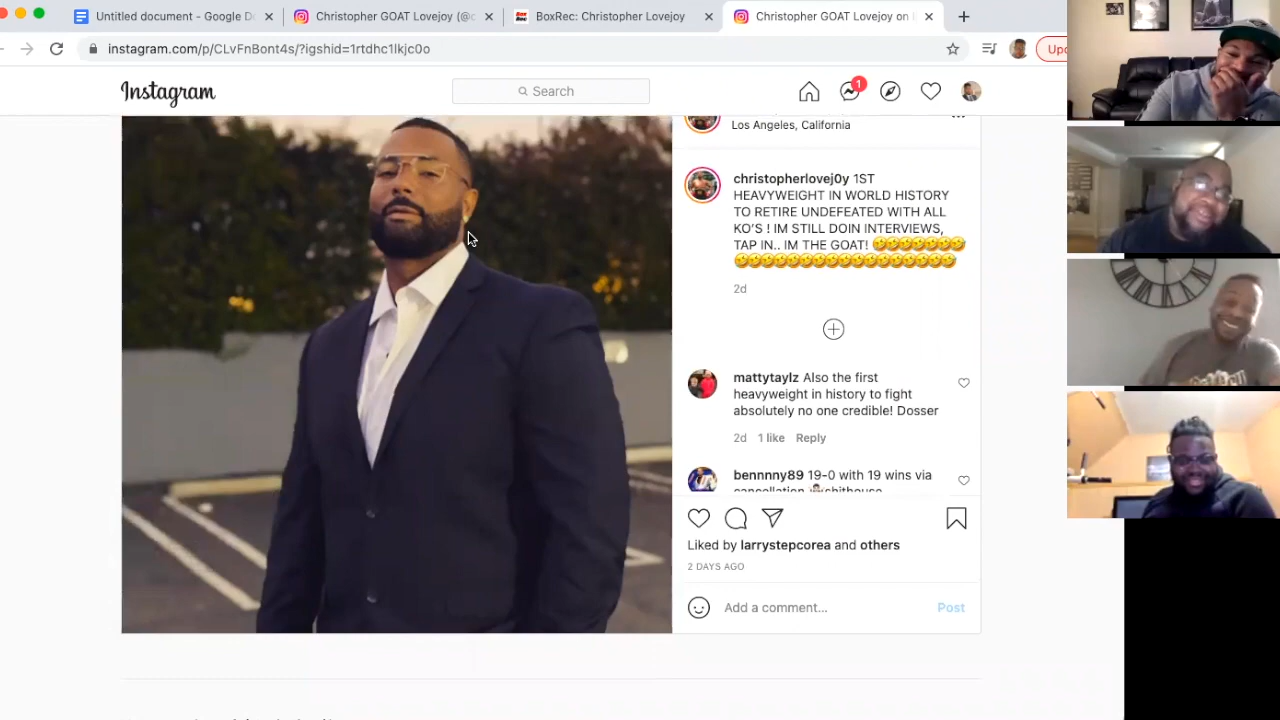 Untitled document - Google D
Christopher GOAT Lovejoy (@c
BoxRec: Christopher Lovejoy
Christopher GOAT Lovejoy on I
instagram.com/p/CLvFnBont4s/?igshid=1rtdhc1lkjc0o
Instagram
Search
1
Los Angeles, California
christopherlovej0y 1ST
HEAVYWEIGHT IN WORLD HISTORY
TO RETIRE UNDEFEATED WITH ALL
KO'S ! IM STILL DOIN INTERVIEWS,
TAP IN.. IM THE GOAT! 🤣🤣🤣🤣🤣🤣🤣
🤣🤣🤣🤣🤣🤣🤣🤣🤣🤣🤣🤣🤣🤣🤣🤣🤣
2d
mattytaylz Also the first
heavyweight in history to fight
absolutely no one credible! Dosser
2d 1 like Reply
bennnny89 19-0 with 19 wins via
cancellation shithouse
Liked by larrystepcorea and others
2 DAYS AGO
Add a comment... Post